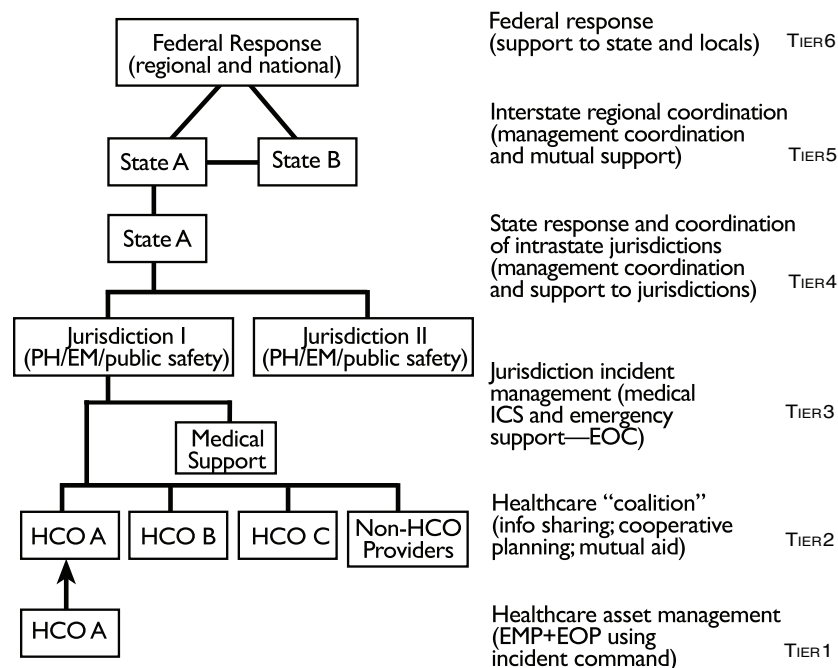 Federal Response
(regional and national)
Federal response
(support to state and locals)
TIER6
State A
State B
Interstate regional coordination
(management coordination
and mutual support)
TIER5
State A
State response and coordination
of intrastate jurisdictions
(management coordination
and support to jurisdictions)
TIER4
Jurisdiction I
(PH/EM/public safety)
Jurisdiction II
(PH/EM/public safety)
Jurisdiction incident
management (medical
ICS and emergency
support—EOC)
TIER3
Medical
Support
HCO A
HCO B
HCO C
Non-HCO
Providers
Healthcare “coalition”
(info sharing; cooperative
planning; mutual aid)
TIER2
HCO A
Healthcare asset management
(EMP+EOP using
incident command)
TIER1